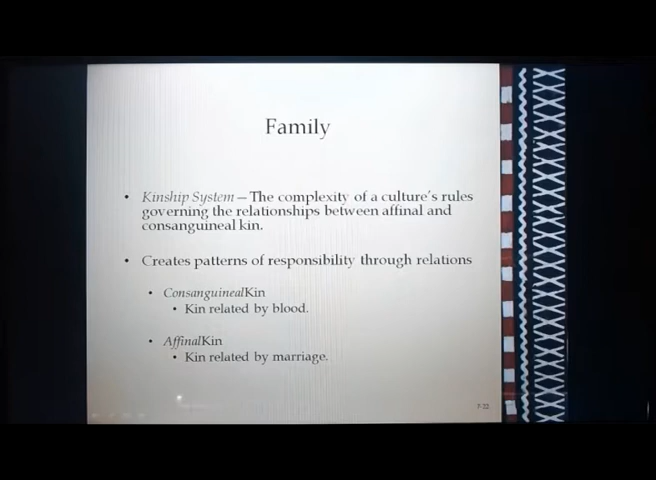 Family
• Kinship System – The complexity of a culture's rules
governing the relationships between affinal and
consanguineal kin.
• Creates patterns of responsibility through relations
• ConsanguinealKin
• Kin related by blood.
• AffinalKin
• Kin related by marriage.